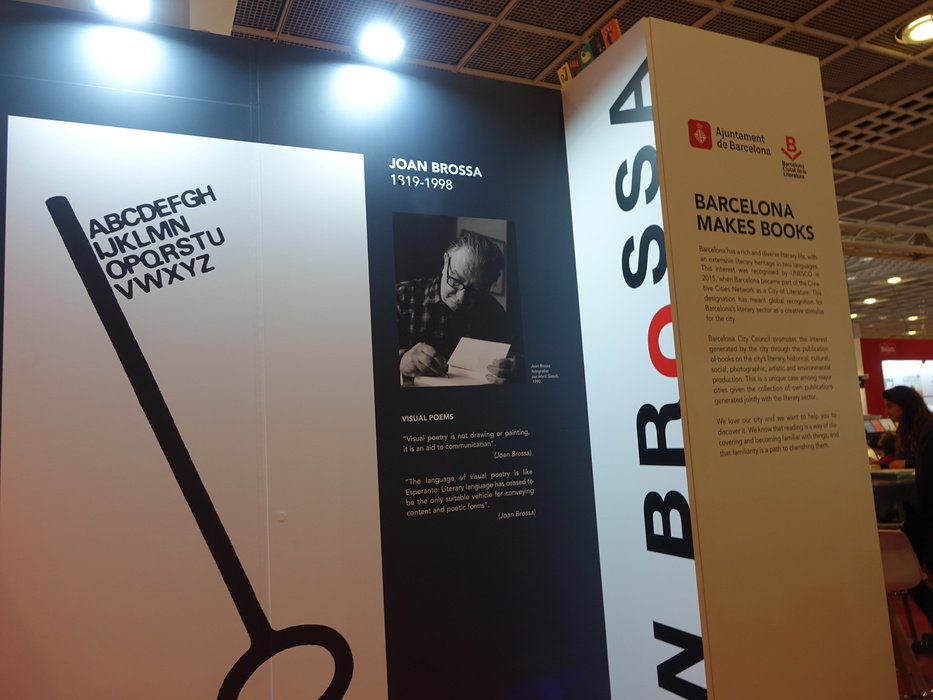 ABCDEFGH
IJKLMN
OPQRSTU
VWXYZ
JOAN BROSSA
1319-1998
Joan Brossa
fotografiat
VISUAL POEMS
"Visual poetry is not drawing or painting,
it is an aid to communication".
(Joan Brossa)
"The language of visual poetry is like
Esperanto. Literary language has ceased to
be the only suitable vehicle for conveying
content and poetic forms".
(Joan Brossa)
N BROSSA
Ajuntament
de Barcelona
B
Barcelona
Ciutat de la
Literatura
BARCELONA
MAKES BOOKS
Barcelona has a rich and diverse literary life, with
an extensive literary heritage in two languages.
This interest was recognised by UNESCO in
2015, when Barcelona became part of the Crea-
tive Cities Network as a City of Literature. This
designation has meant global recognition for
Barcelona's literary sector as a creative stimulus
for the city.
Barcelona City Council promotes the interest
generated by the city through the publication
of books on the city's literary, historical, cultural,
social, photographic, artistic and environmental
production. This is a unique case among major
cities given the collection of own publications
generated jointly with the literary sector.
We love our city and we want to help you to
discover it. We know that reading is a way of dis-
covering and becoming familiar with things, and
that familiarity is a path to cherishing them.